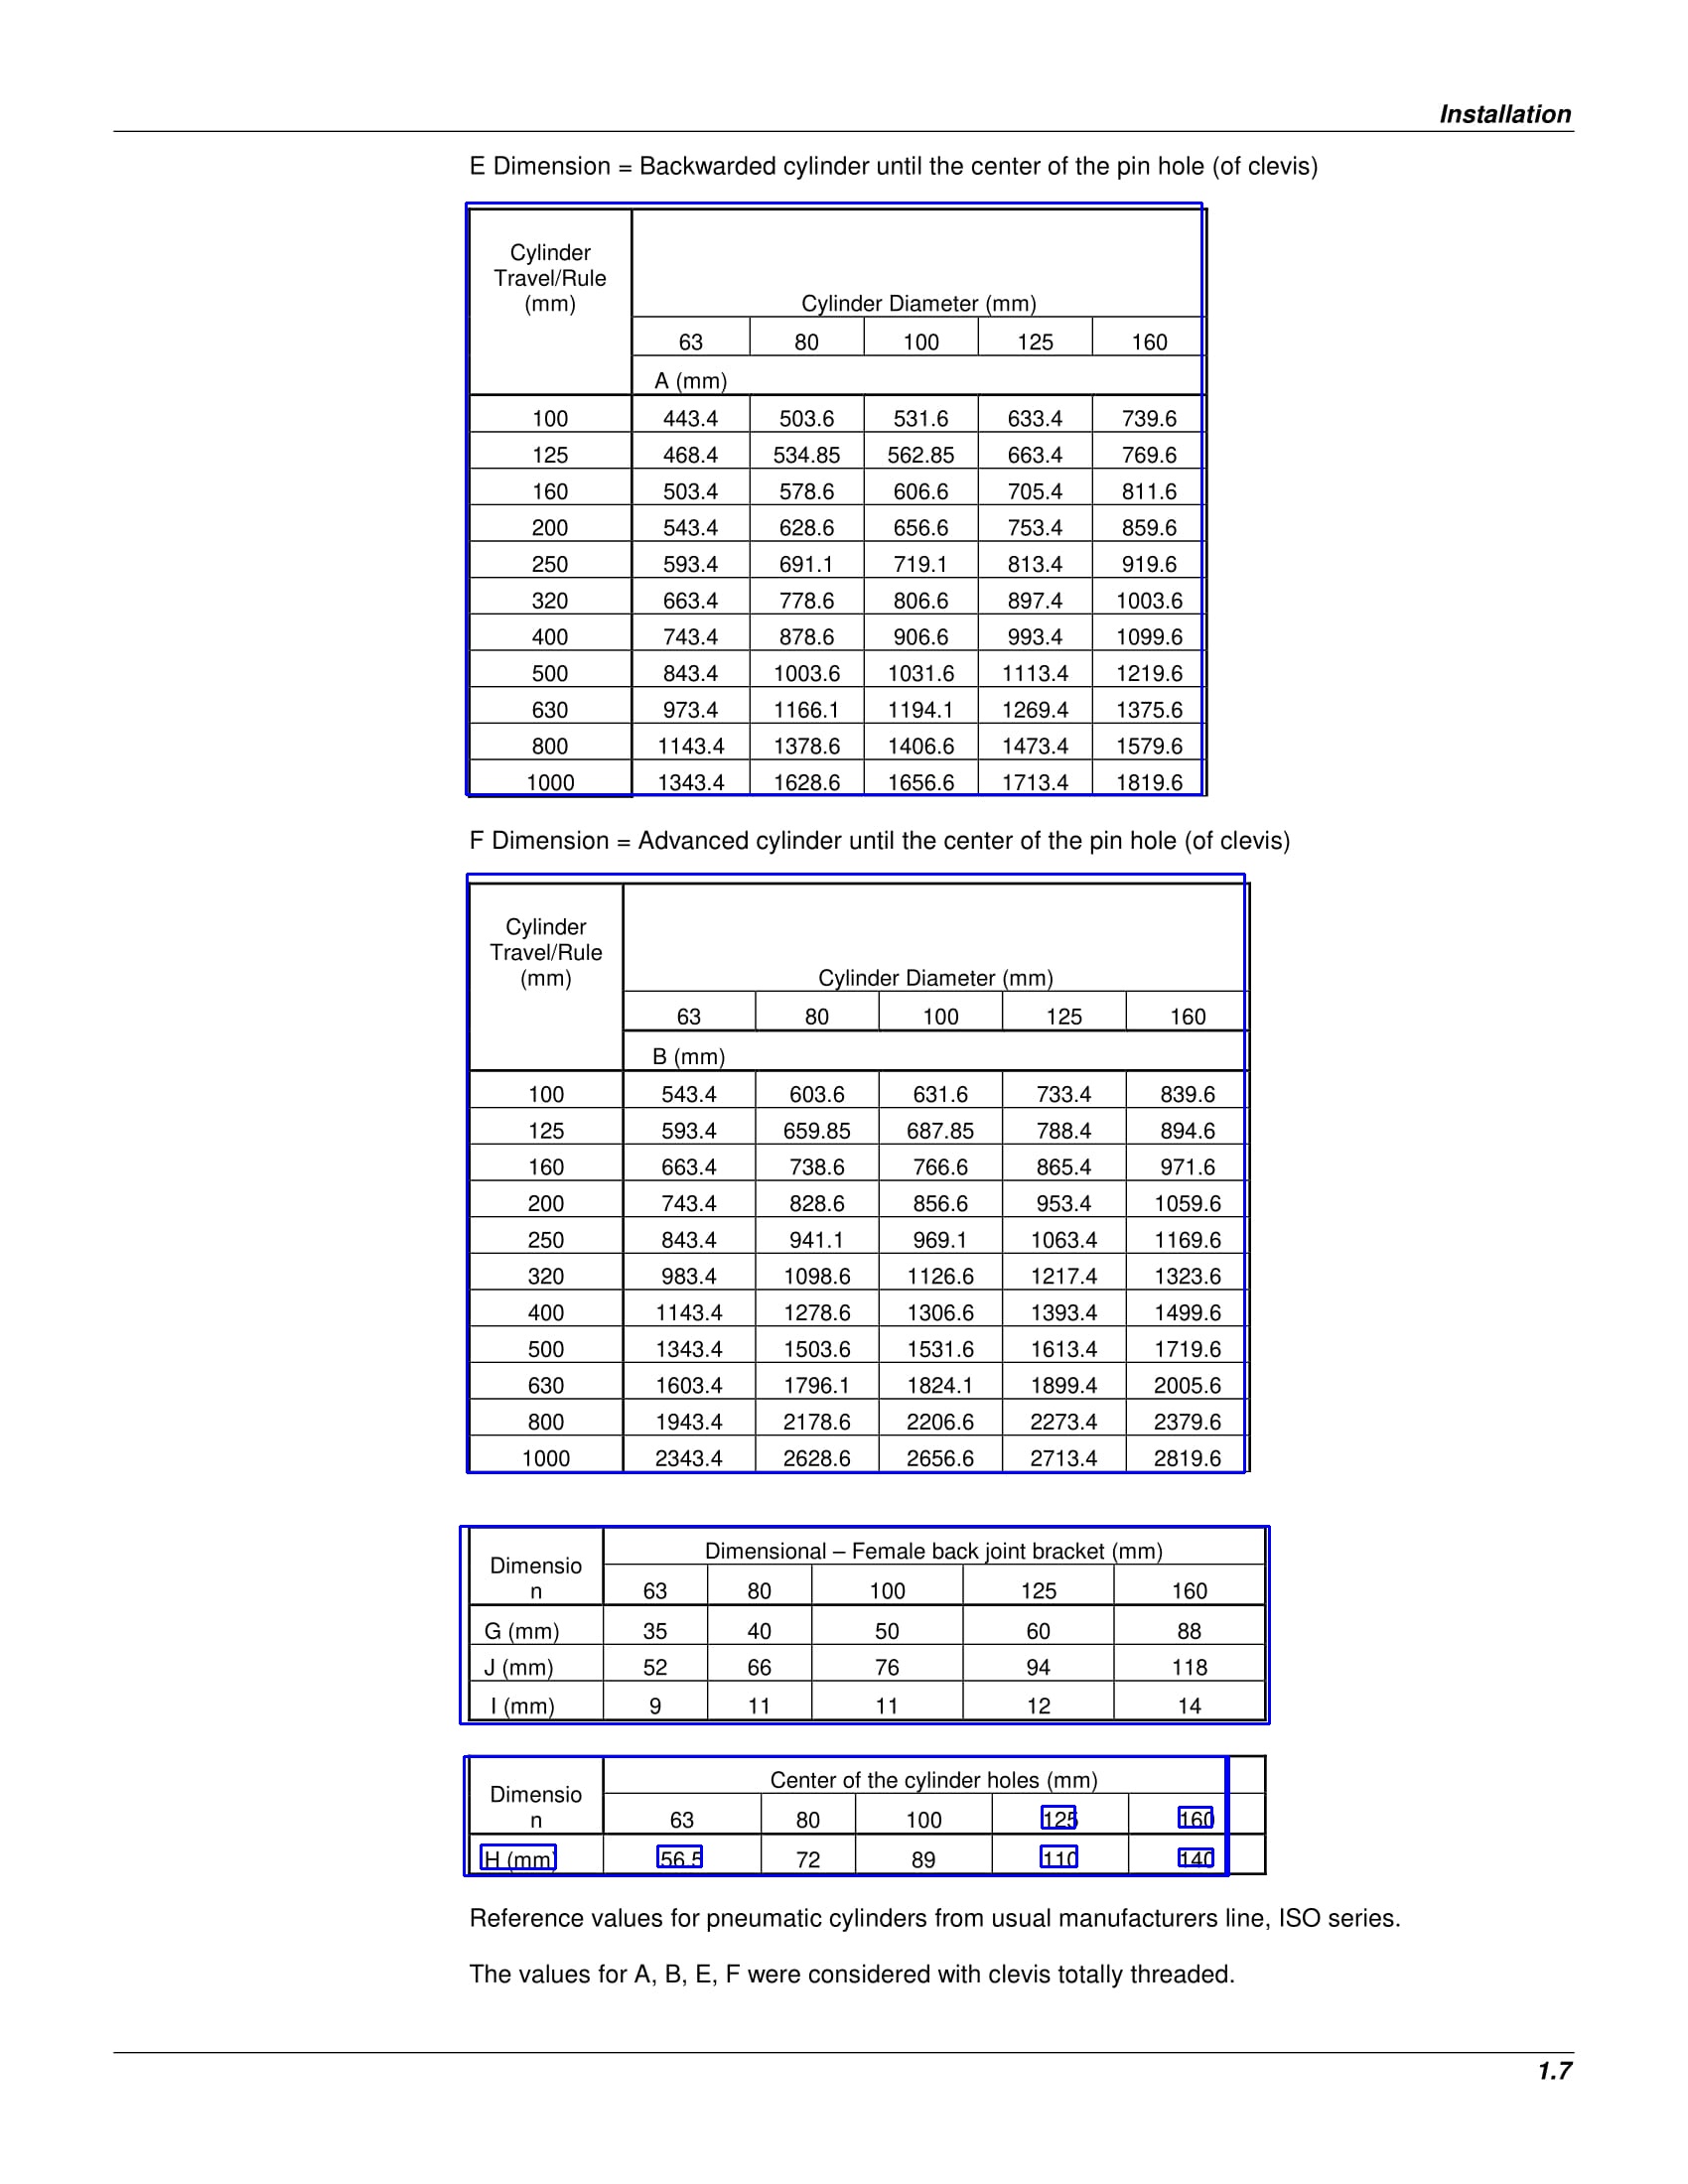 Installation
E Dimension = Backwarded cylinder until the center of the pin hole (of clevis)
Cylinder
Travel/Rule
(mm)
Cylinder Diameter (mm)
63 80 100 125 160
A (mm)
100 443.4 503.6 531.6 633.4 739.6
125 468.4 534.85 562.85 663.4 769.6
160 503.4 578.6 606.6 705.4 811.6
200 543.4 628.6 656.6 753.4 859.6
250 593.4 691.1 719.1 813.4 919.6
320 663.4 778.6 806.6 897.4 1003.6
400 743.4 878.6 906.6 993.4 1099.6
500 843.4 1003.6 1031.6 1113.4 1219.6
630 973.4 1166.1 1194.1 1269.4 1375.6
800 1143.4 1378.6 1406.6 1473.4 1579.6
1000 1343.4 1628.6 1656.6 1713.4 1819.6
F Dimension = Advanced cylinder until the center of the pin hole (of clevis)
Cylinder
Travel/Rule
(mm)
Cylinder Diameter (mm)
63 80 100 125 160
B (mm)
100 543.4 603.6 631.6 733.4 839.6
125 593.4 659.85 687.85 788.4 894.6
160 663.4 738.6 766.6 865.4 971.6
200 743.4 828.6 856.6 953.4 1059.6
250 843.4 941.1 969.1 1063.4 1169.6
320 983.4 1098.6 1126.6 1217.4 1323.6
400 1143.4 1278.6 1306.6 1393.4 1499.6
500 1343.4 1503.6 1531.6 1613.4 1719.6
630 1603.4 1796.1 1824.1 1899.4 2005.6
800 1943.4 2178.6 2206.6 2273.4 2379.6
1000 2343.4 2628.6 2656.6 2713.4 2819.6
Dimensio
n
Dimensional – Female back joint bracket (mm)
63 80 100 125 160
G (mm) 35 40 50 60 88
J (mm) 52 66 76 94 118
I (mm) 9 11 11 12 14
Dimensio
n
Center of the cylinder holes (mm)
63 80 100 125 160
H (mm) 56.5 72 89 110 140
Reference values for pneumatic cylinders from usual manufacturers line, ISO series.
The values for A, B, E, F were considered with clevis totally threaded.
1.7